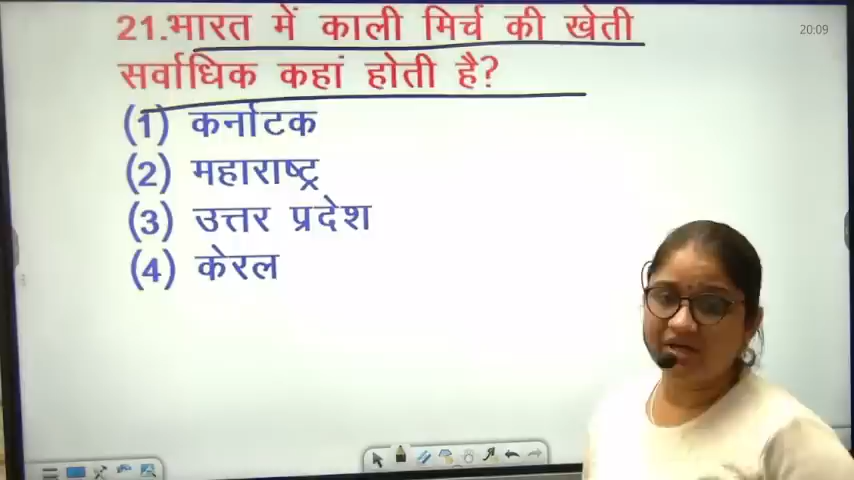 21.भारत में काली मिर्च की खेती
सर्वाधिक कहां होती है?
(1) कर्नाटक
(2) महाराष्ट्र
(3) उत्तर प्रदेश
(4) केरल
20:09